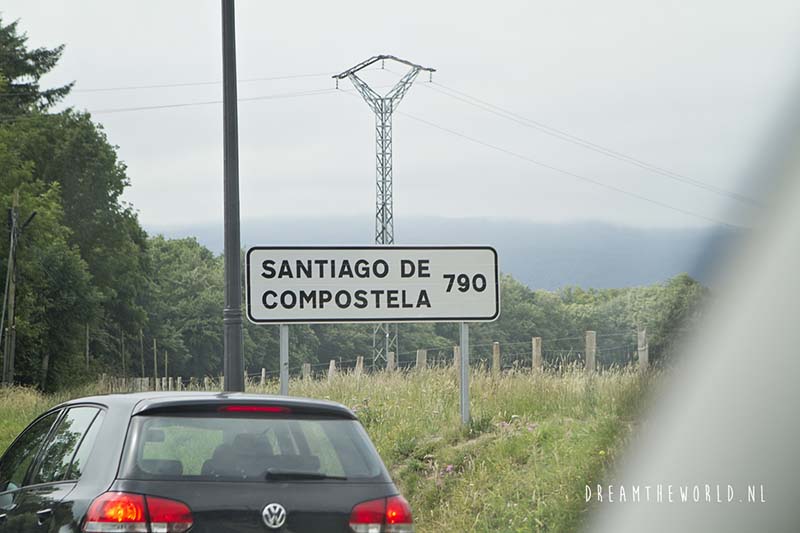 SANTIAGO DE
COMPOSTELA 790
DREAMTHEWORLD.NL